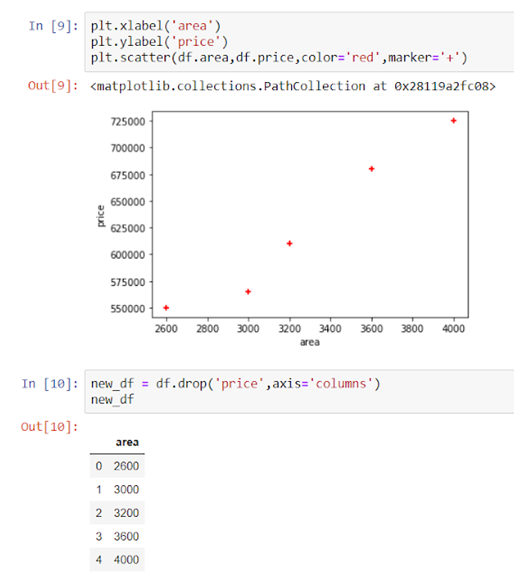 In [9]: plt.xlabel('area')
plt.ylabel('price')
plt.scatter(df.area,df.price,color='red',marker='+')
Out[9]: <matplotlib.collections.PathCollection at 0x28119a2fc08>
725000
700000
675000
650000
625000
600000
575000
550000
price
2600 2800 3000 3200 3400 3600 3800 4000
area
In [10]: new_df = df.drop('price',axis='columns')
new_df
Out[10]:
area
0 2600
1 3000
2 3200
3 3600
4 4000